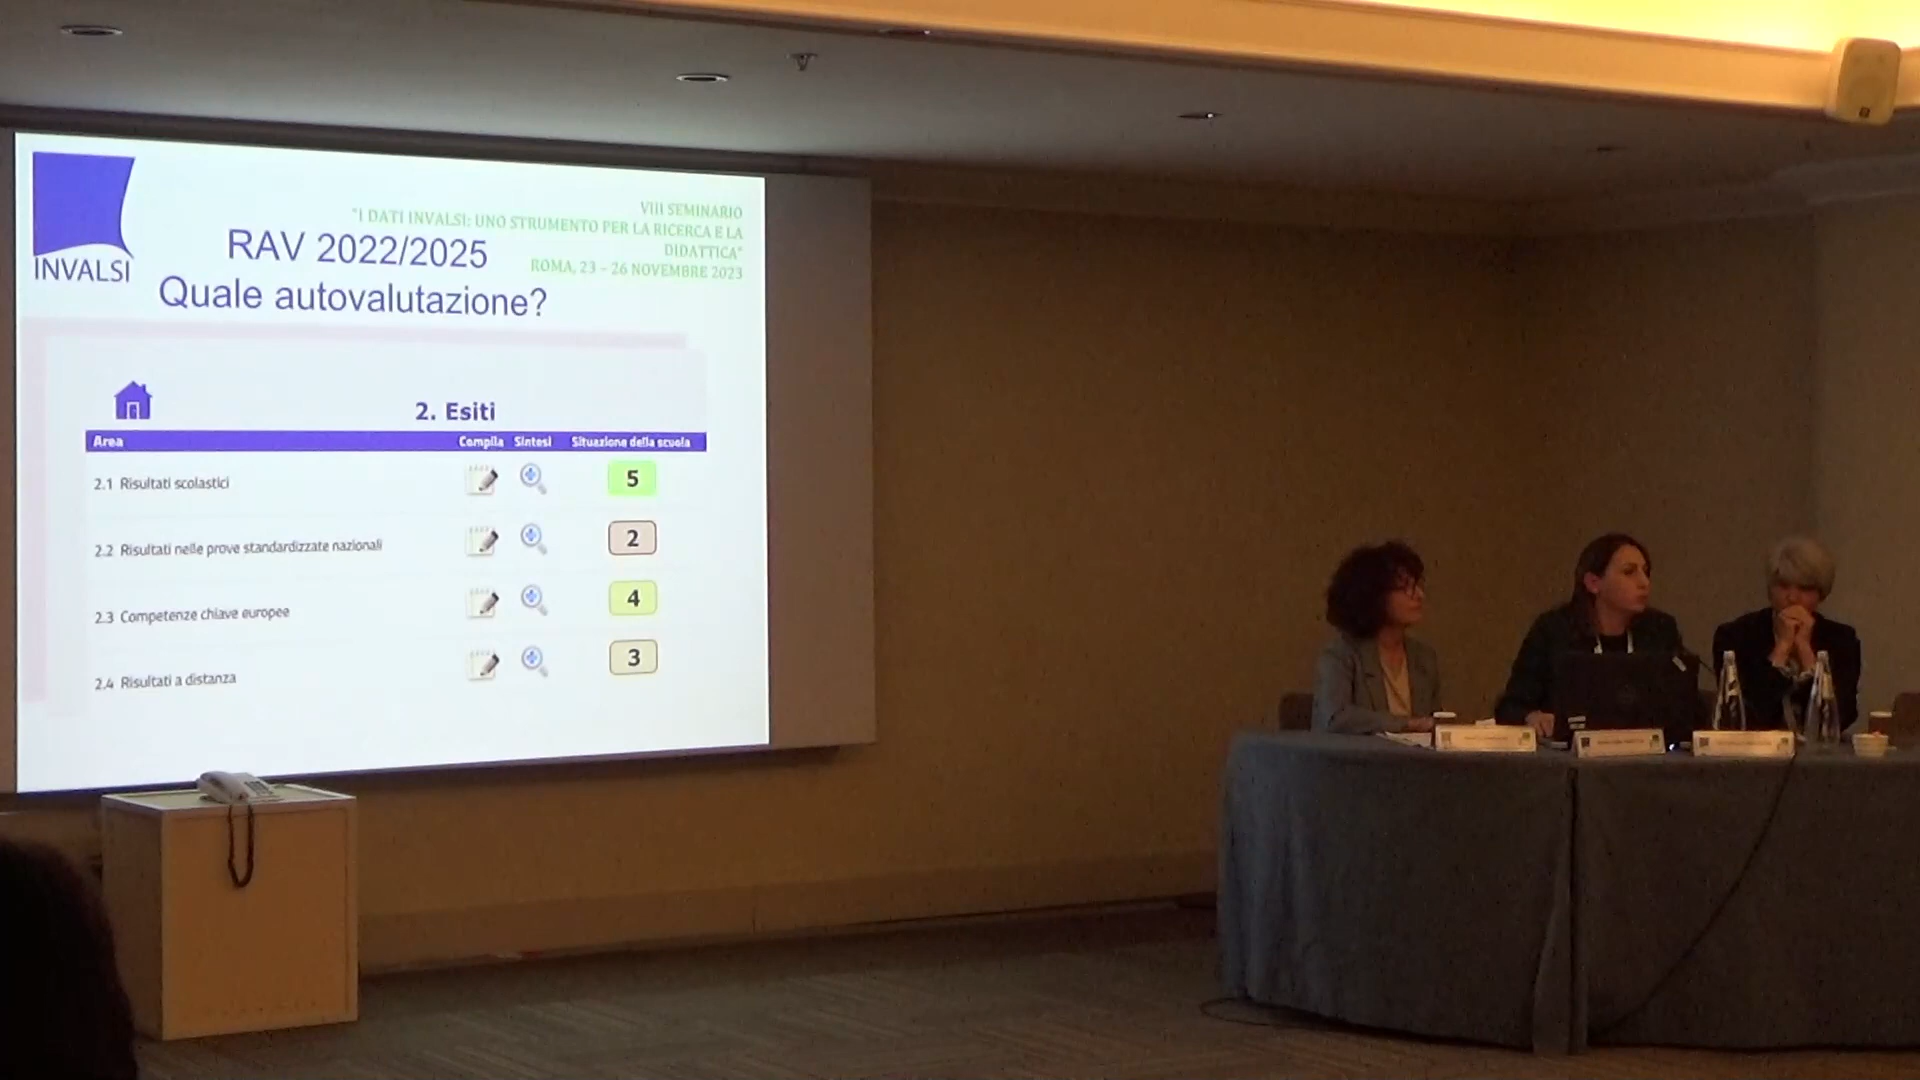 INVALSI
VIII SEMINARIO
"I DATI INVALSI: UNO STRUMENTO PER LA RICERCA E LA
DIDATTICA"
ROMA, 23 – 26 NOVEMBRE 2023
RAV 2022/2025
Quale autovalutazione?
2. Esiti
Area Compila Sintesi Situazione della scuola
2.1 Risultati scolastici 5
2.2 Risultati nelle prove standardizzate nazionali 2
2.3 Competenze chiave europee 4
2.4 Risultati a distanza 3